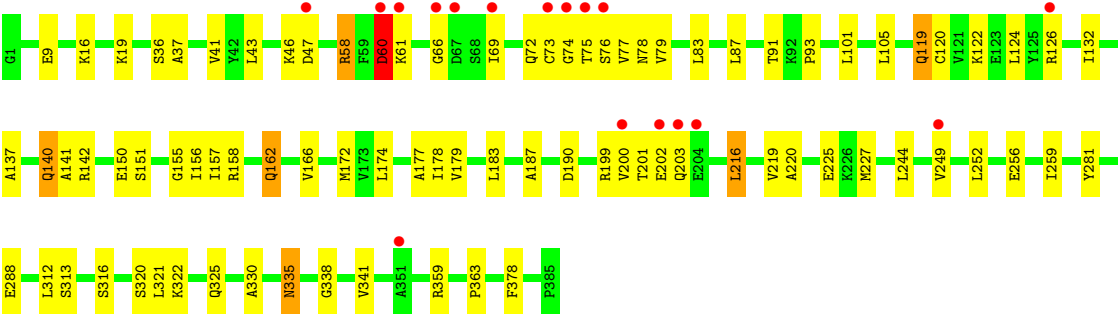 G1 E9 K16 K19 S36 A37 V41 Y42 L43 K46 D47 R58 F59 D60 K61 G66 D67 S68 I69 Q72 C73 G74 T75 S76 V77 N78 V79 L83 L87 T91 K92 P93 L101 L105 Q119 C120 V121 K122 E123 L124 Y125 R126 I132
A137 Q140 A141 R142 E150 S151 G155 I156 I157 R158 Q162 V166 M172 V173 L174 A177 I178 V179 L183 A187 D190 R199 V200 T201 E202 Q203 E204 L216 V219 A220 E225 K226 M227 L244 V249 L252 E256 I259 Y281
E288 L312 S313 S316 S320 L321 K322 Q325 A330 N335 G338 V341 A351 R359 P363 F378 P385